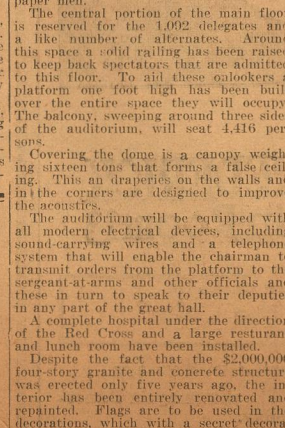 paper men.
The central portion of the main floo
is reserved for the 1,092 delegates an
a like number of alternates. Aroun
this space a solid railing has been raise
to keep back spectators that are admitte
to this floor. To aid these onlookers
platform one foot high has been buil
over the entire space they will occupy
The balcony, sweeping around three side
of the auditorium, will seat 4,416 per
sons.
Covering the dome is a canopy weigh
ing sixteen tons that forms a false ceil
ing. This an draperies on the walls an
in the corners are designed to improv
the acoustics.
The auditorium will be equipped wit
all modern electrical devices, includin
sound-carrying wires and a telephon
system that will enable the chairman t
transmit orders from the platform to th
sergeant-at-arms and other officials an
these in turn to speak to their deputie
in any part of the great hall.
A complete hospital under the directio
of the Red Cross and a large resturan
and lunch room have been installed.
Despite the fact that the $2,000,00
four-story granite and concrete structur
was erected only five years ago, the in
terior has been entirely renovated an
repainted. Flags are to be used in th
decorations, which with a secret decora